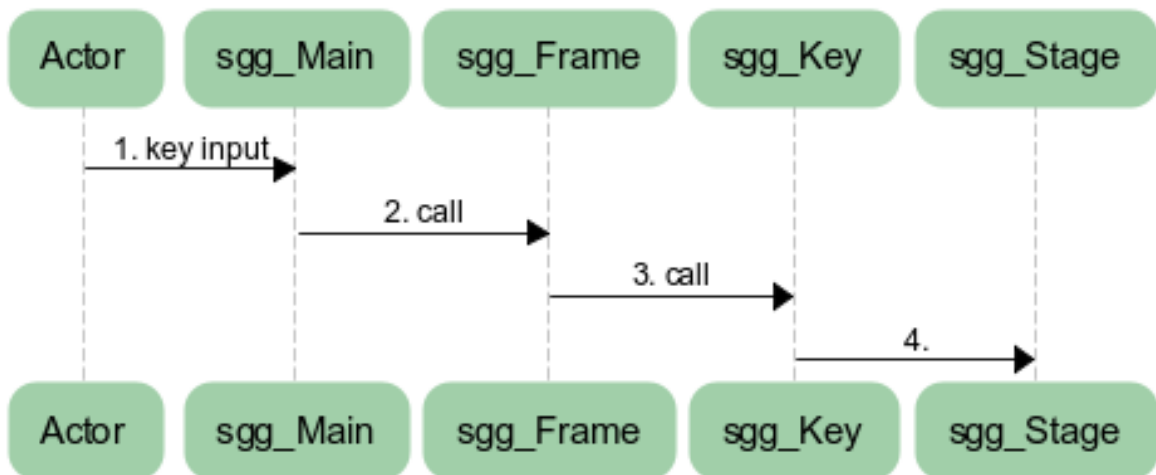 Actor
sgg_Main
sgg_Frame
sgg_Key
sgg_Stage
1. key input
2. call
3. call
4.
Actor
sgg_Main
sgg_Frame
sgg_Key
sgg_Stage